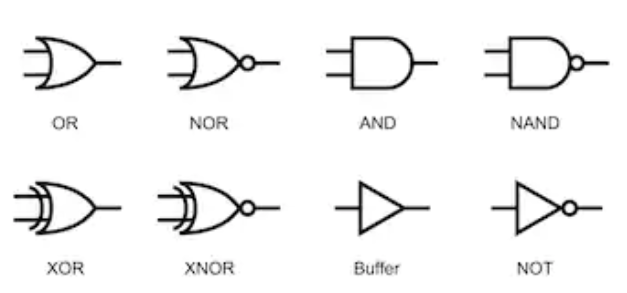 OR NOR AND NAND
XOR XNOR Buffer NOT